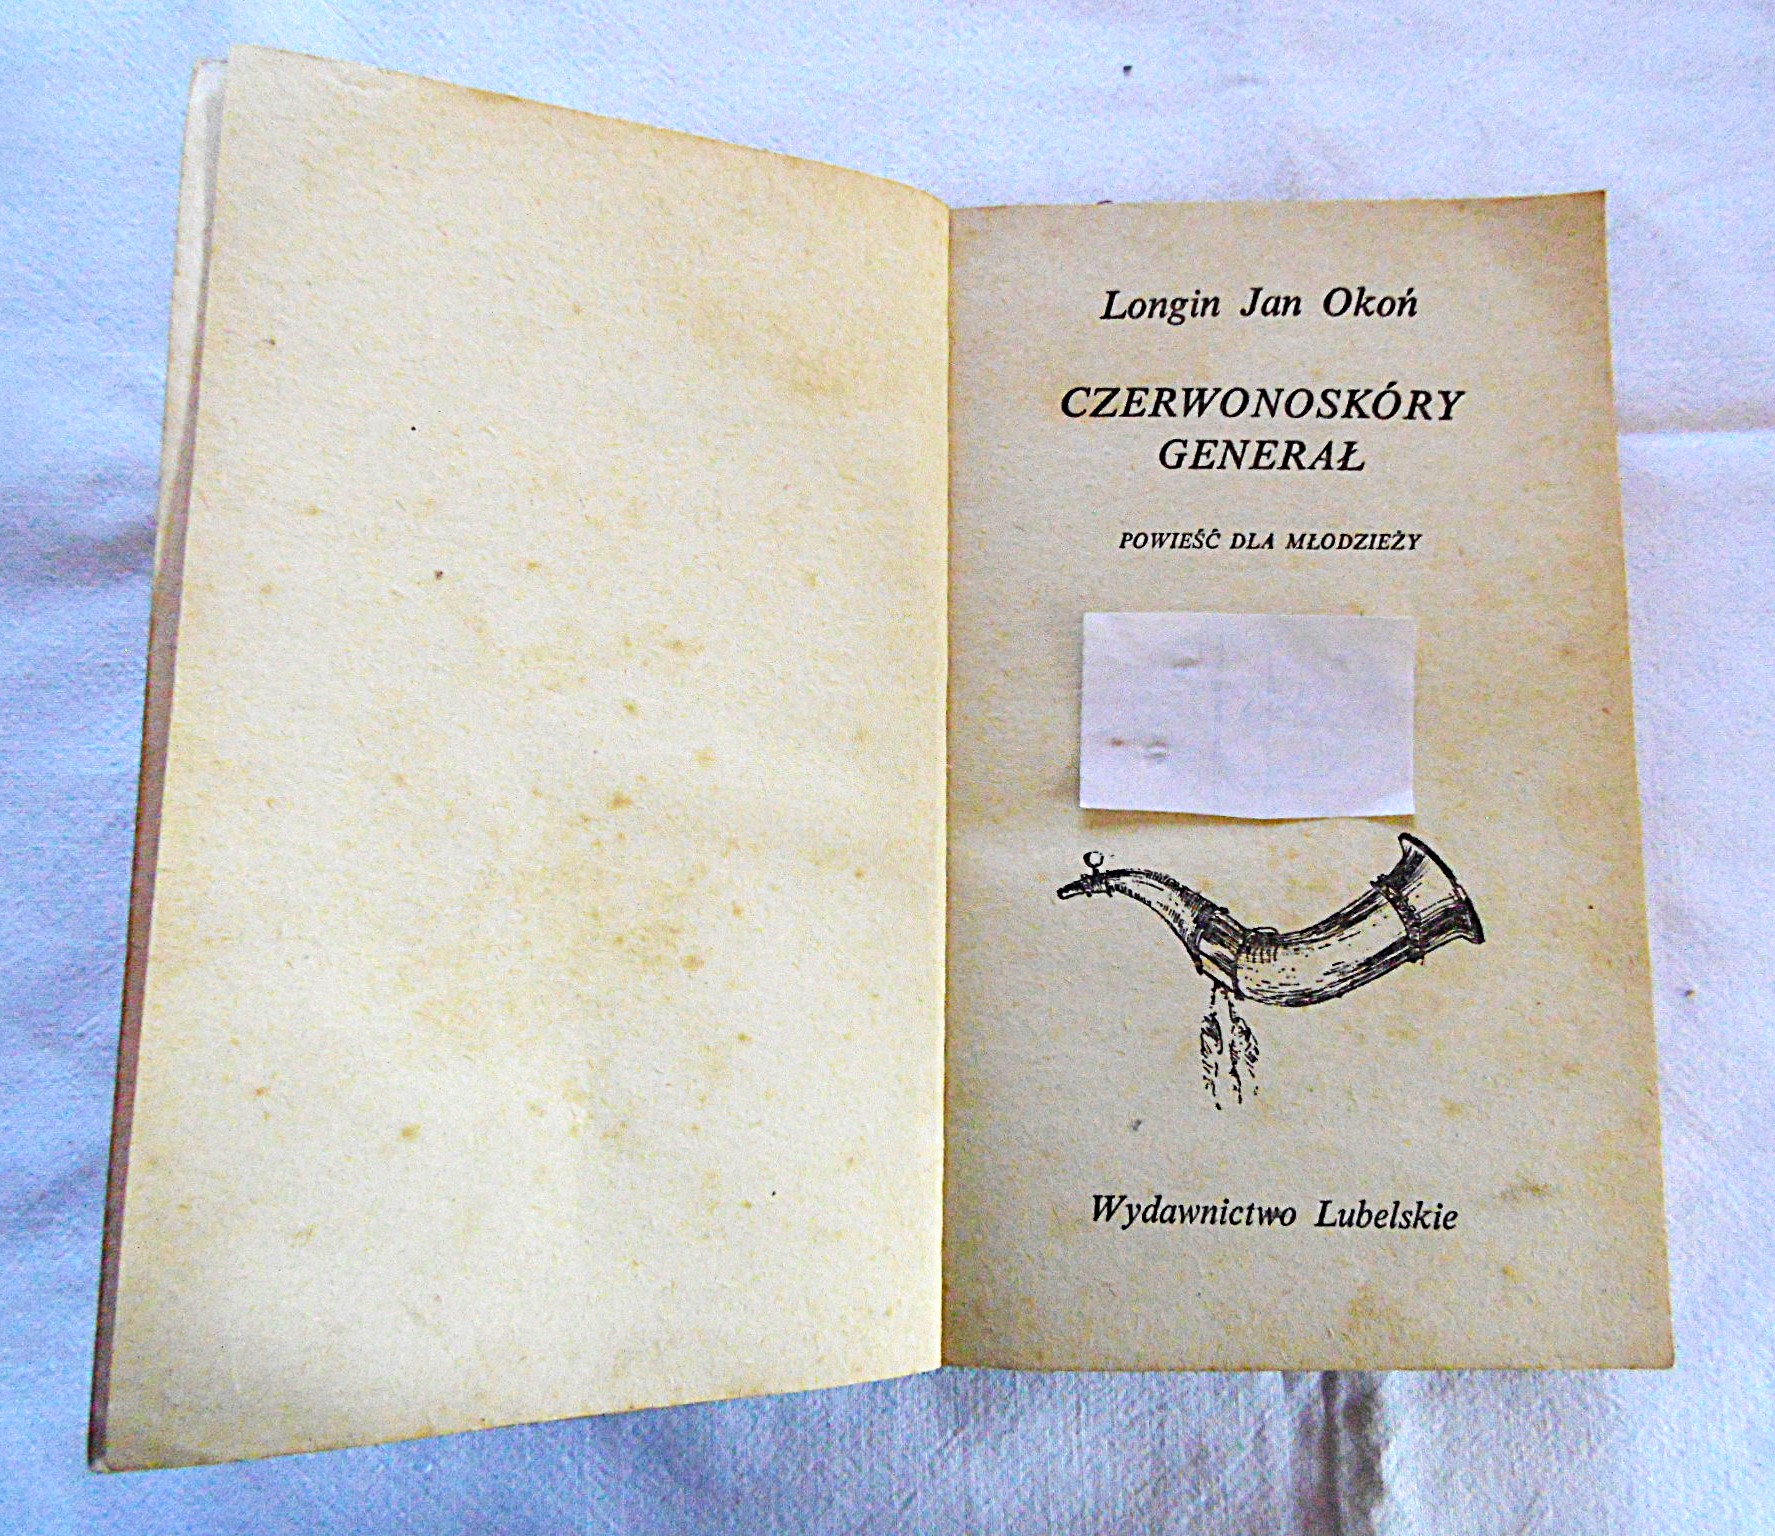 Longin Jan Okoń
CZERWONOSKÓRY
GENERAŁ
POWIEŚĆ DLA MŁODZIEŻY
Wydawnictwo Lubelskie